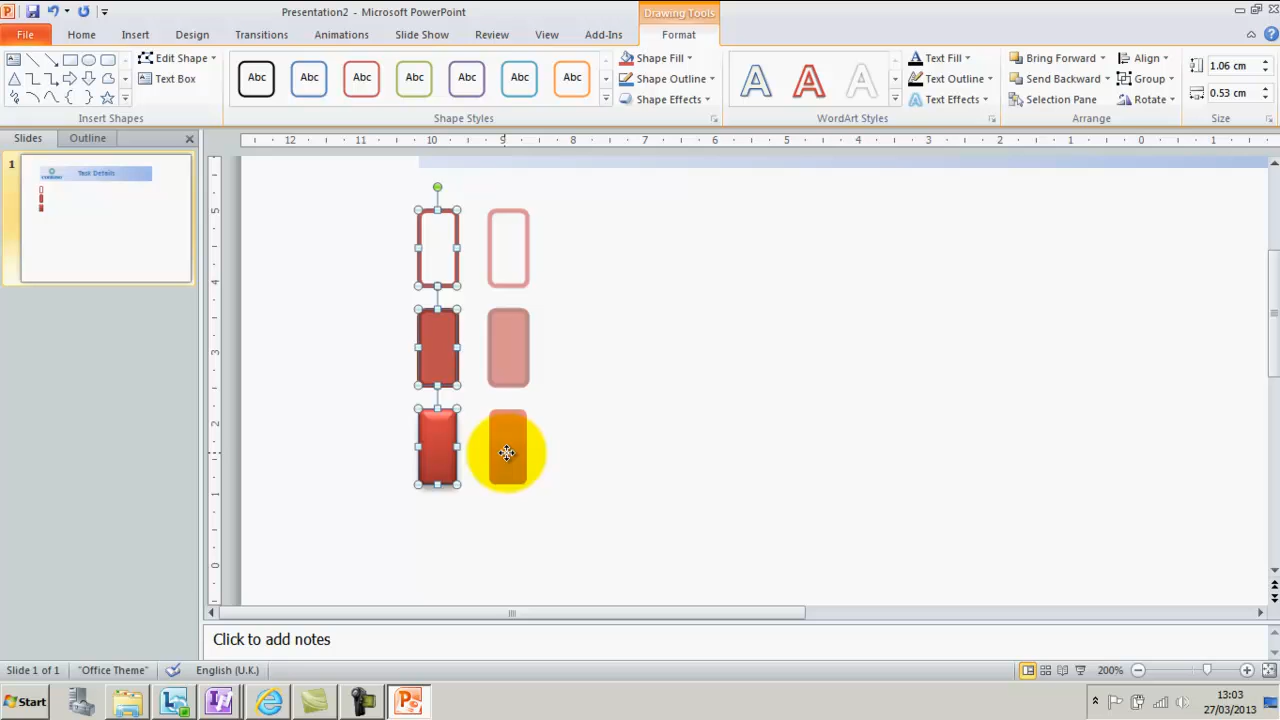 Presentation2 - Microsoft PowerPoint
Drawing Tools
File Home Insert Design Transitions Animations Slide Show Review View Add-Ins Format
Edit Shape
Text Box
Insert Shapes
Abc Abc Abc Abc Abc Abc Abc
Shape Fill
Shape Outline
Shape Effects
Shape Styles
A A A
Text Fill
Text Outline
Text Effects
WordArt Styles
Bring Forward
Send Backward
Selection Pane
Align
Group
Rotate
Arrange
1.06 cm
0.53 cm
Size
Slides Outline
1
Task Details
12 11 10 9 8 7 6 5 4 3 2 1
5
4
3
2
1
0
Click to add notes
Slide 1 of 1 "Office Theme" English (U.K.) 200%
Start
13:03
27/03/2013